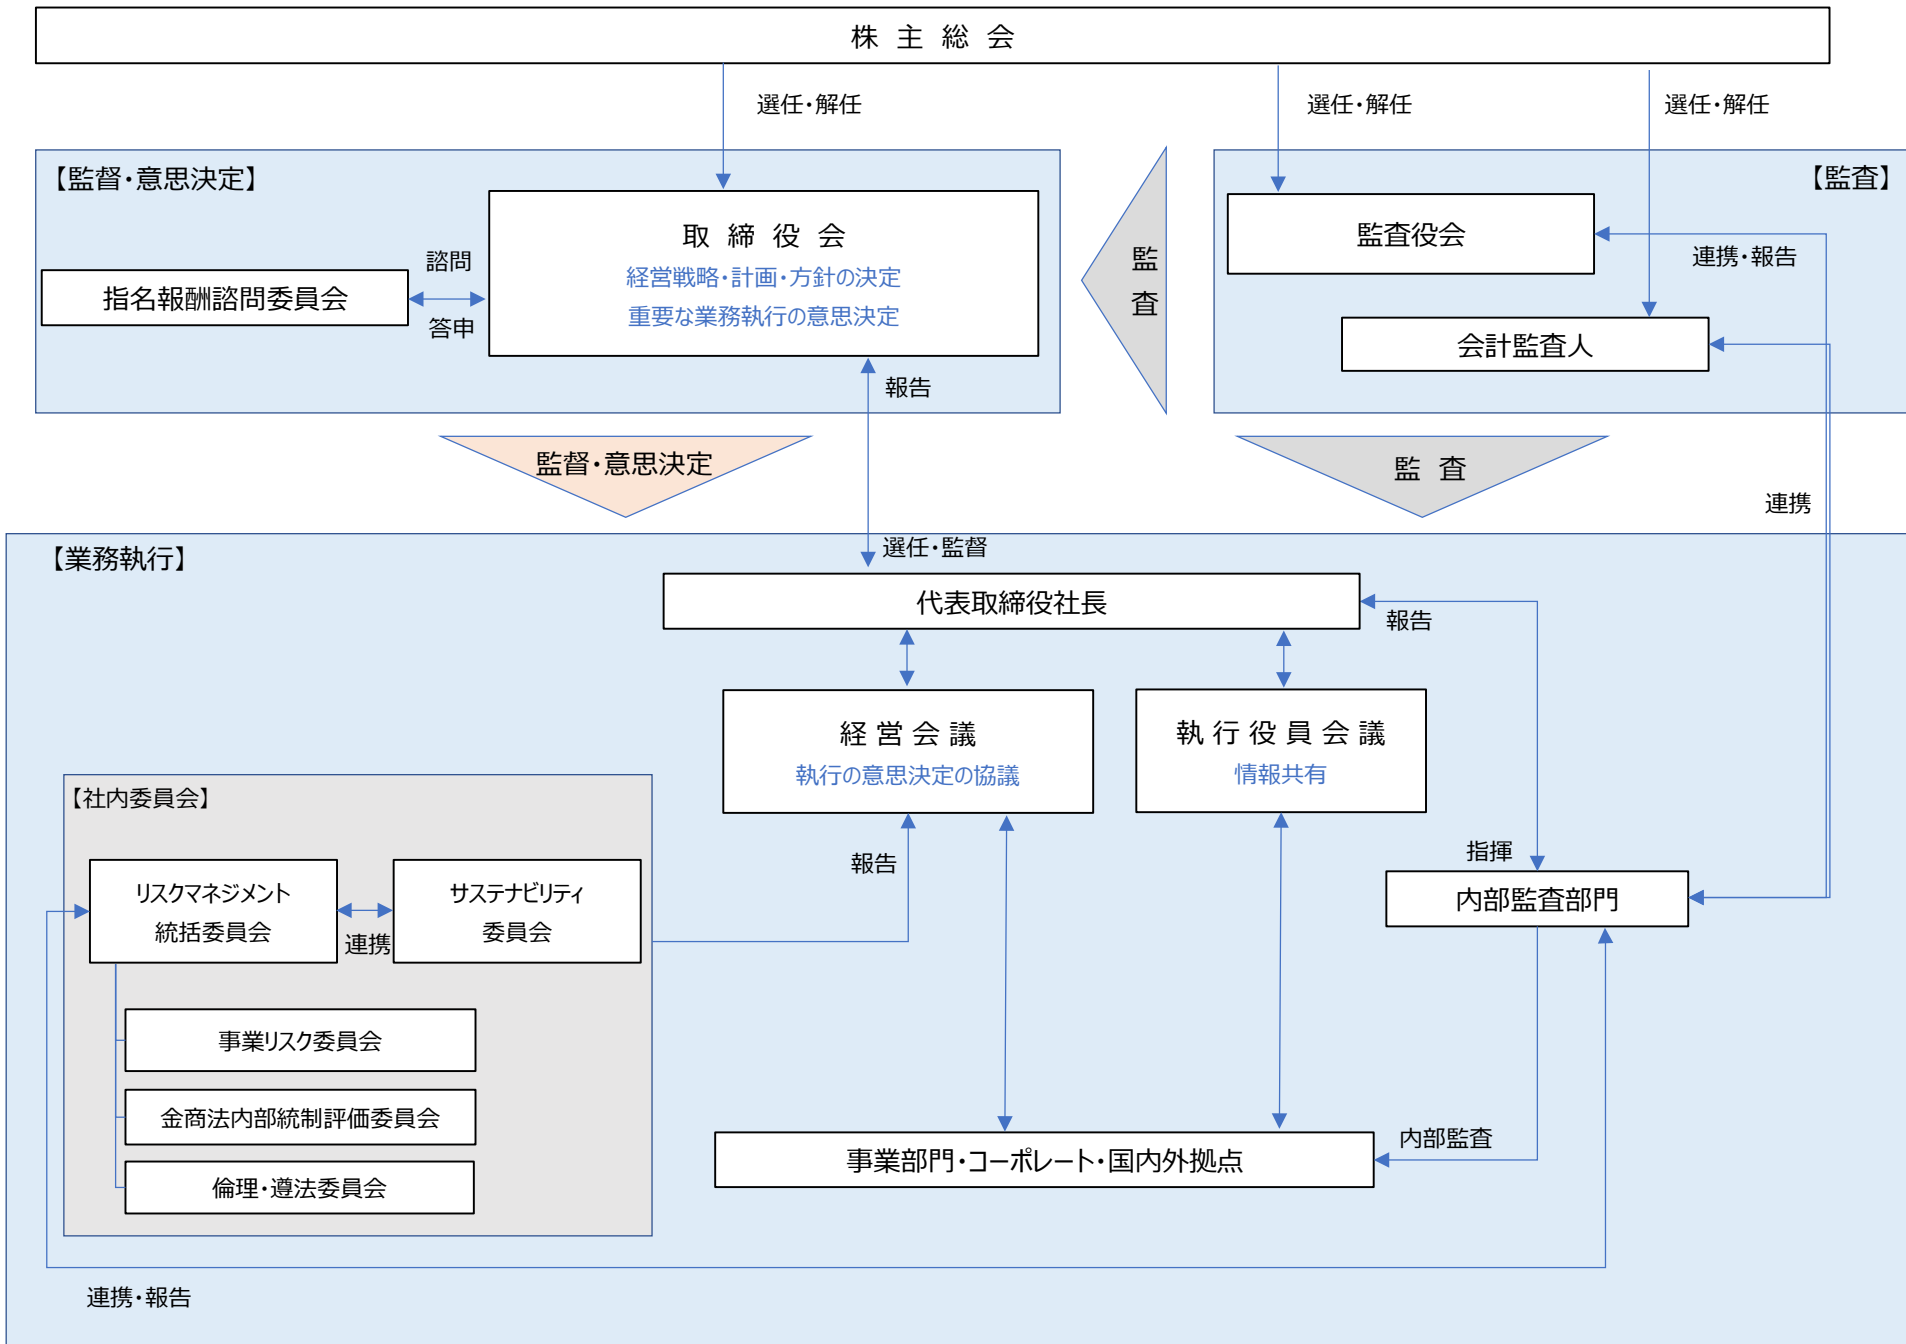 株 主 総 会
選任・解任
選任・解任
選任・解任
【監督・意思決定】
取 締 役 会
経営戦略・計画・方針の決定
重要な業務執行の意思決定
諮問
指名報酬諮問委員会
答申
報告
監
査
【監査】
監査役会
連携・報告
会計監査人
監督・意思決定
監 査
連携
【業務執行】
選任・監督
代表取締役社長
報告
経 営 会 議
執行の意思決定の協議
執 行 役 員 会 議
情報共有
【社内委員会】
リスクマネジメント
統括委員会
連携
サステナビリティ
委員会
報告
指揮
内部監査部門
事業リスク委員会
金商法内部統制評価委員会
倫理・遵法委員会
事業部門・コーポレート・国内外拠点
内部監査
連携・報告